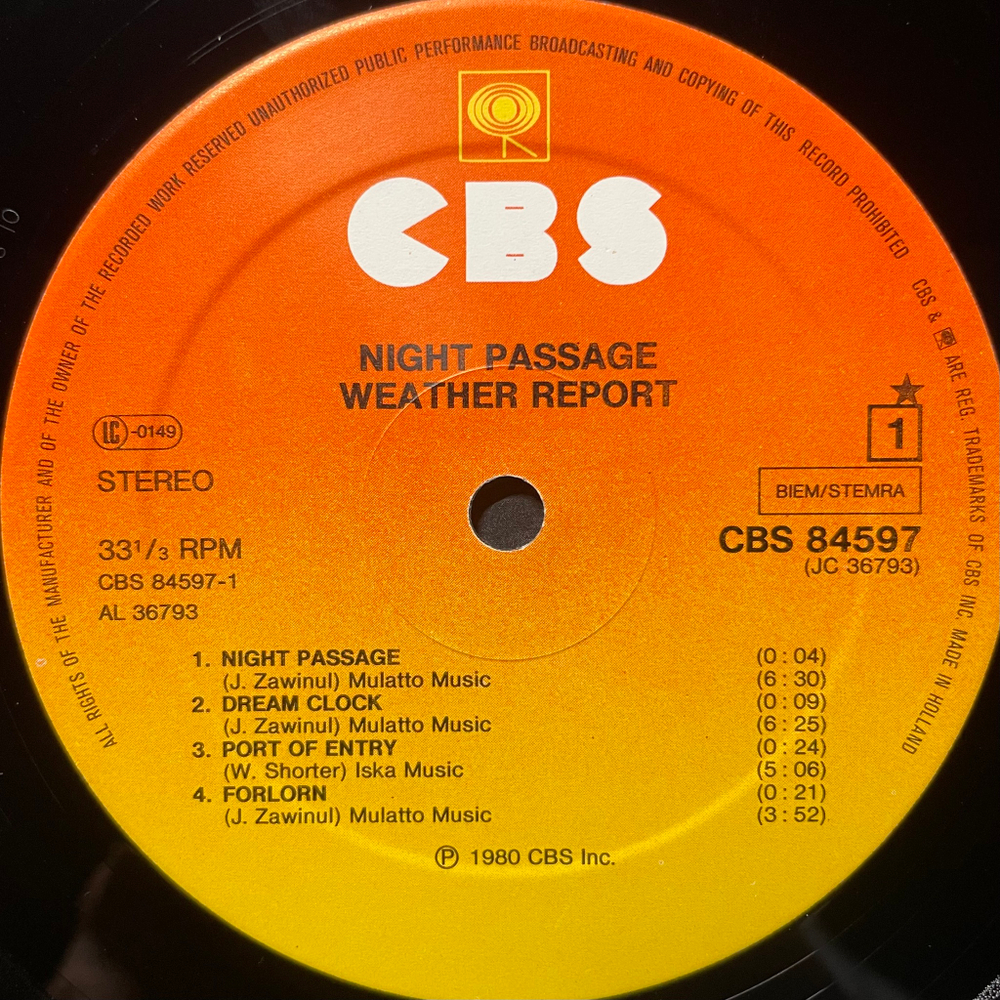 ALL RIGHTS OF THE MANUFACTURER AND OF THE OWNER OF THE RECORDED WORK RESERVED UNAUTHORIZED PUBLIC PERFORMANCE BROADCASTING AND COPYING OF THIS RECORD PROHIBITED CBS & ARE REG. TRADEMARKS OF CBS INC. MADE IN HOLLAND
CBS
NIGHT PASSAGE
WEATHER REPORT
LC-0149
1
STEREO
BIEM/STEMRA
33 1/3 RPM
CBS 84597
CBS 84597-1
(JC 36793)
AL 36793
1. NIGHT PASSAGE (0:04)
(J. Zawinul) Mulatto Music (6:30)
2. DREAM CLOCK (0:09)
(J. Zawinul) Mulatto Music (6:25)
3. PORT OF ENTRY (0:24)
(W. Shorter) Iska Music (5:06)
4. FORLORN (0:21)
(J. Zawinul) Mulatto Music (3:52)
℗ 1980 CBS Inc.